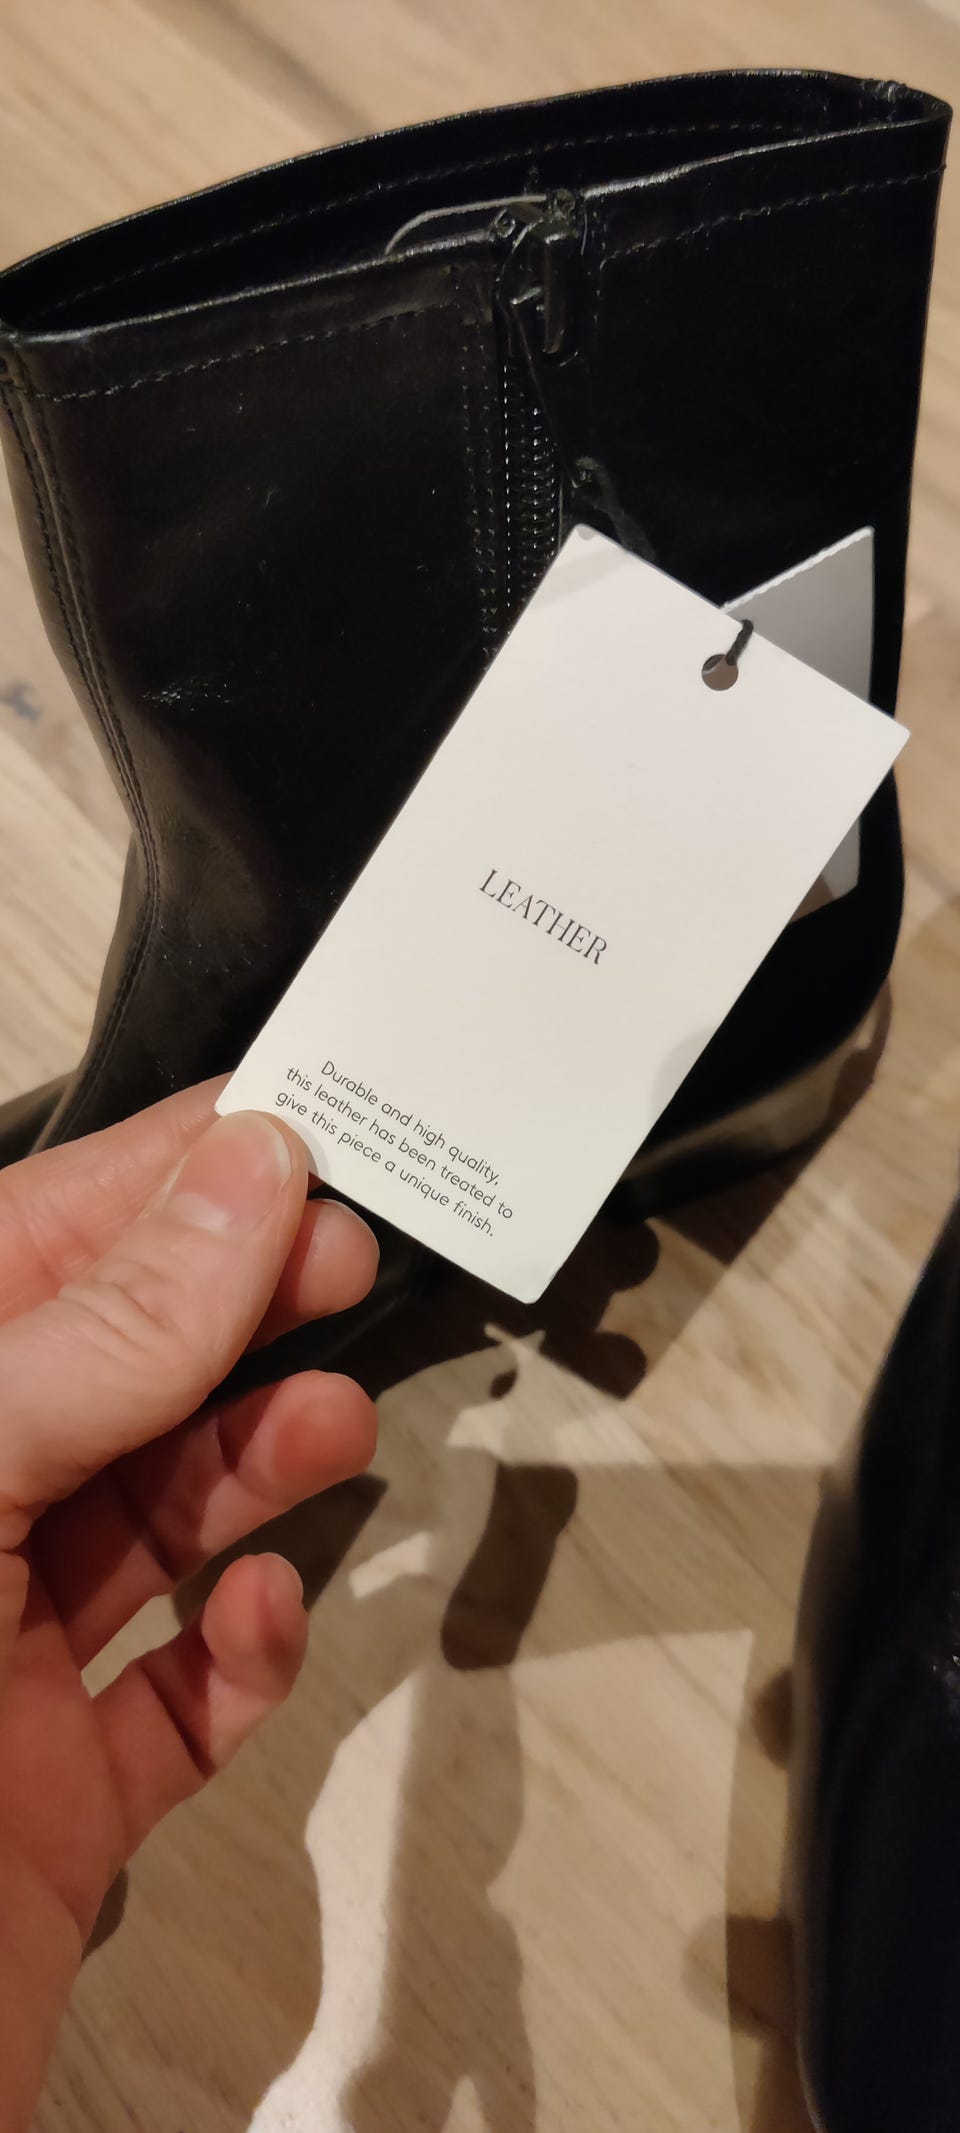 LEATHER
Durable and high quality,
this leather has been treated to
give this piece a unique finish.